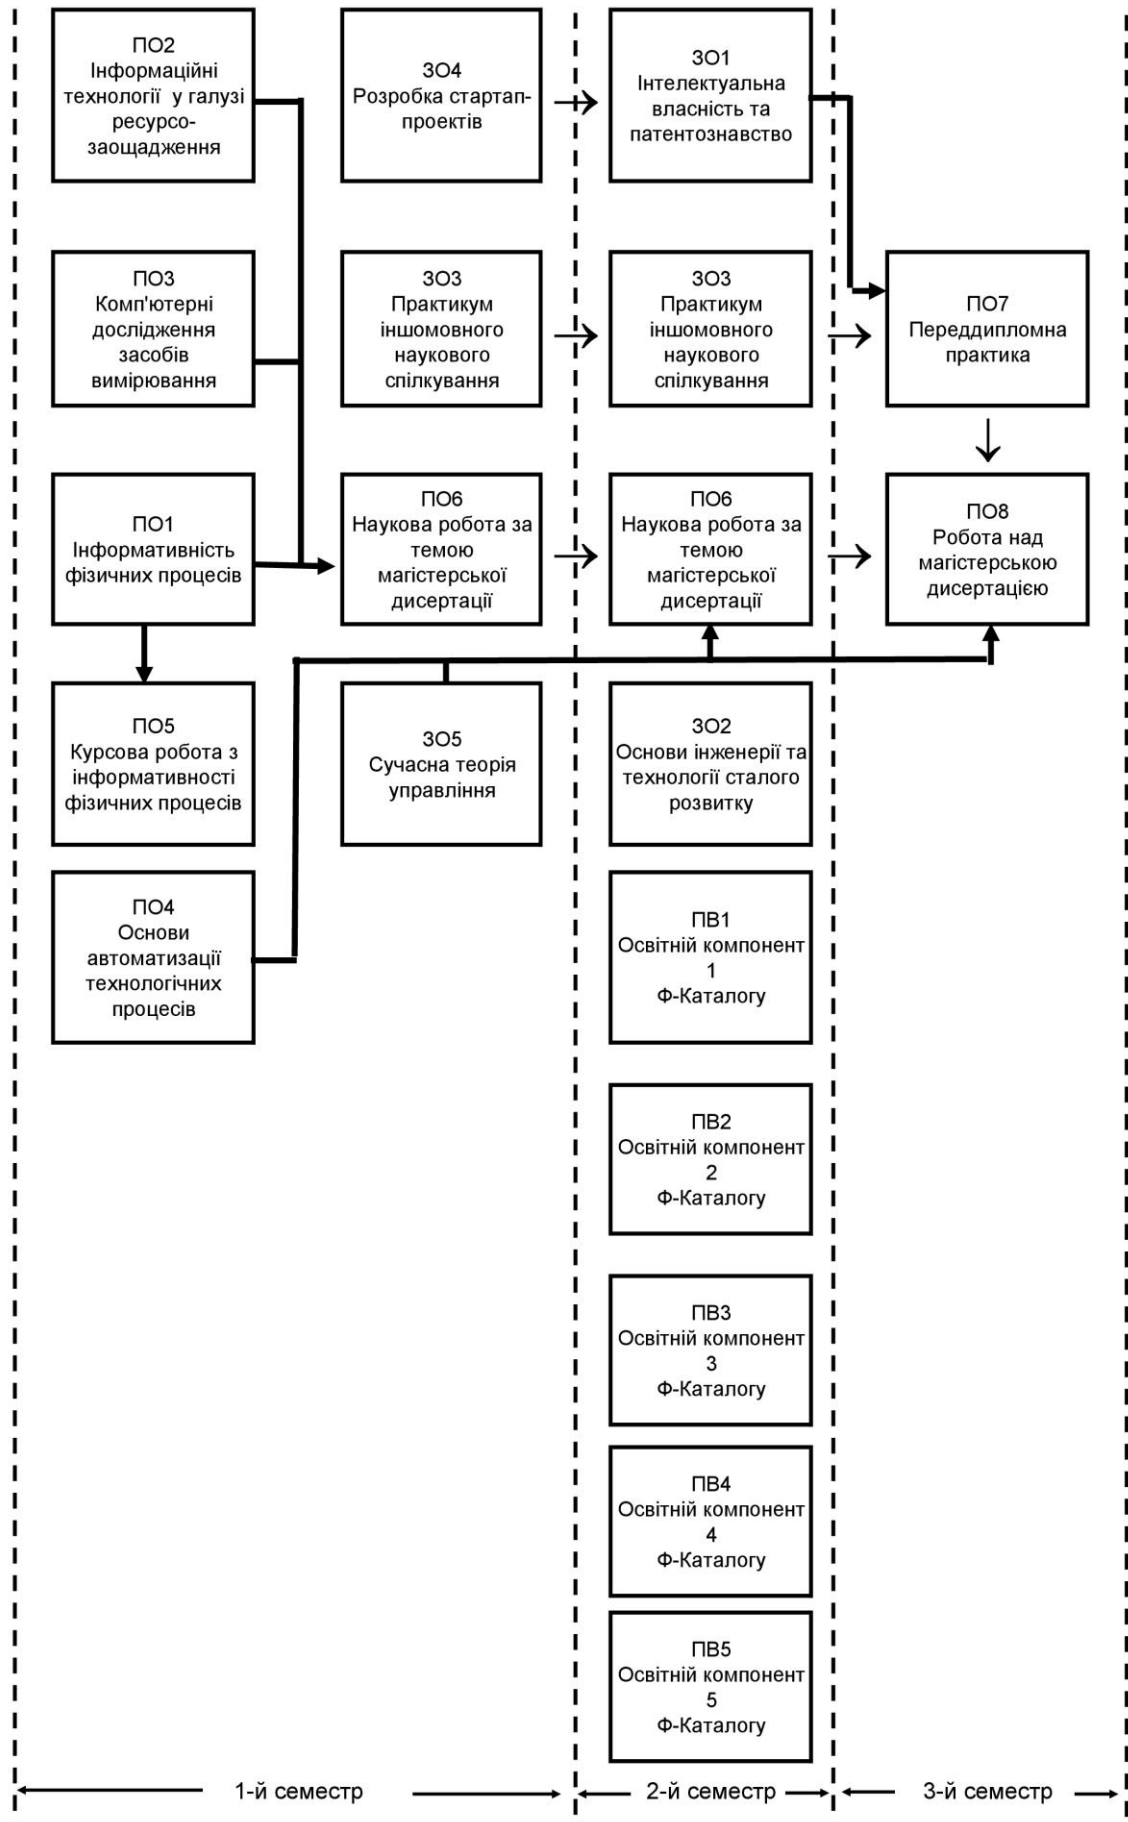 ПО2
Інформаційні
технології у галузі
ресурсо-
заощадження
ЗО4
Розробка стартап-
проектів
ЗО1
Інтелектуальна
власність та
патентознавство
ПО3
Комп'ютерні
дослідження
засобів
вимірювання
ЗО3
Практикум
іншомовного
наукового
спілкування
ЗО3
Практикум
іншомовного
наукового
спілкування
ПО7
Переддипломна
практика
ПО1
Інформативність
фізичних процесів
ПО6
Наукова робота за
темою
магістерської
дисертації
ПО6
Наукова робота за
темою
магістерської
дисертації
ПО8
Робота над
магістерською
дисертацією
ПО5
Курсова робота з
інформативності
фізичних процесів
ЗО5
Сучасна теорія
управління
ЗО2
Основи інженерії та
технології сталого
розвитку
ПО4
Основи
автоматизації
технологічних
процесів
ПВ1
Освітній компонент
1
Ф-Каталогу
ПВ2
Освітній компонент
2
Ф-Каталогу
ПВ3
Освітній компонент
3
Ф-Каталогу
ПВ4
Освітній компонент
4
Ф-Каталогу
ПВ5
Освітній компонент
5
Ф-Каталогу
1-й семестр
2-й семестр
3-й семестр